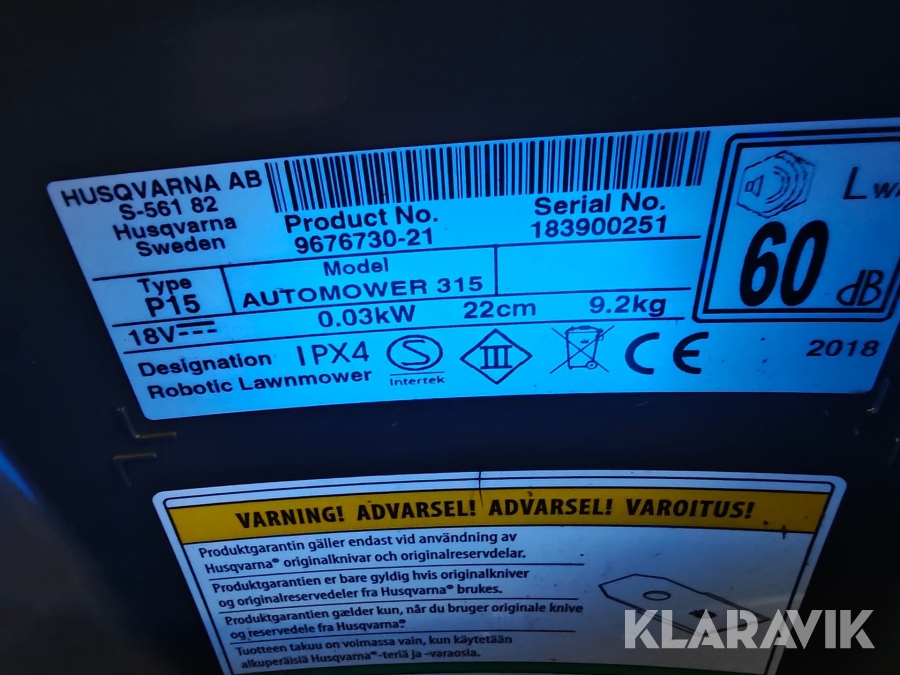 HUSQVARNA AB
S-561 82
Husqvarna
Sweden
Product No.
9676730-21
Serial No.
183900251
Type
P15
Model
AUTOMOWER 315
18V
0.03kW 22cm 9.2kg
Designation IPX4
Robotic Lawnmower
S
Intertek
III
CE
60 dB
2018
VARNING! ADVARSEL! ADVARSEL! VAROITUS!
Produktgarantin gäller endast vid användning av
Husqvarna® originalknivar och originalreservdelar.
Produktgarantien er bare gyldig hvis originalkniver
og originalreservedeler fra Husqvarna® brukes.
Produktgarantien gælder kun, når du bruger originale knive
og reservedele fra Husqvarna®.
Tuotteen takuu on voimassa vain, kun käytetään
alkuperäisiä Husqvarna®-teriä ja -varaosia.
KLARAVIK